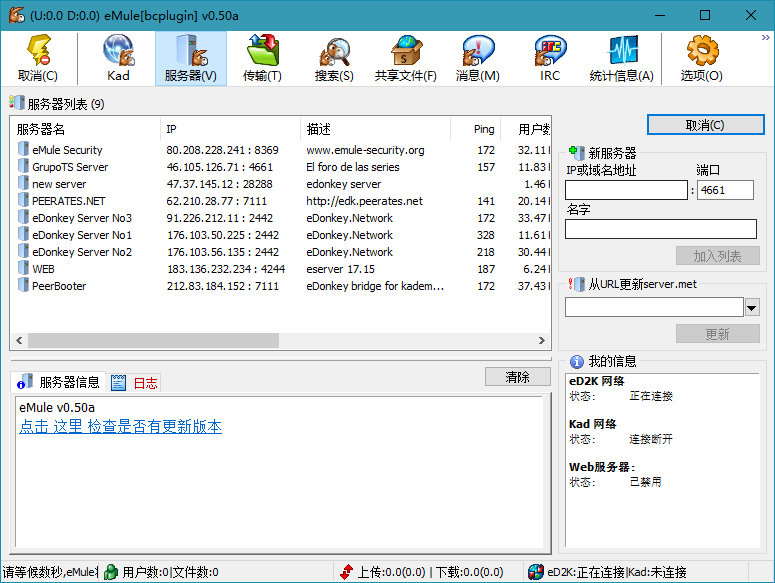 (U:0.0 D:0.0) eMule[bcplugin] v0.50a
取消(C) Kad 服务器(V) 传输(T) 搜索(S) 共享文件(F) 消息(M) IRC 统计信息(A) 选项(O)
服务器列表 (9)
服务器名 IP 描述 Ping 用户数
eMule Security 80.208.228.241 : 8369 www.emule-security.org 172 32.11
GrupoTS Server 46.105.126.71 : 4661 El foro de las series 157 11.83
new server 47.37.145.12 : 28288 edonkey server 1.46
PEERATES.NET 62.210.28.77 : 7111 http://edk.peerates.net 141 20.14
eDonkey Server No3 91.226.212.11 : 2442 eDonkey.Network 172 33.47
eDonkey Server No1 176.103.50.225 : 2442 eDonkey.Network 328 11.61
eDonkey Server No2 176.103.56.135 : 2442 eDonkey.Network 218 30.44
WEB 183.136.232.234 : 4244 eserver 17.15 187 6.24
PeerBooter 212.83.184.152 : 7111 eDonkey bridge for kadem... 172 37.43
取消(C)
新服务器
IP或域名地址 端口
: 4661
名字
加入列表
从URL更新server.met
更新
服务器信息 日志
清除
eMule v0.50a
点击 这里 检查是否有更新版本
我的信息
eD2K 网络
状态: 正在连接
Kad 网络
状态: 连接断开
Web服务器:
状态: 已禁用
请等候数秒,eMule 用户数:0|文件数:0 上传:0.0(0.0) | 下载:0.0(0.0) eD2K:正在连接|Kad:未连接